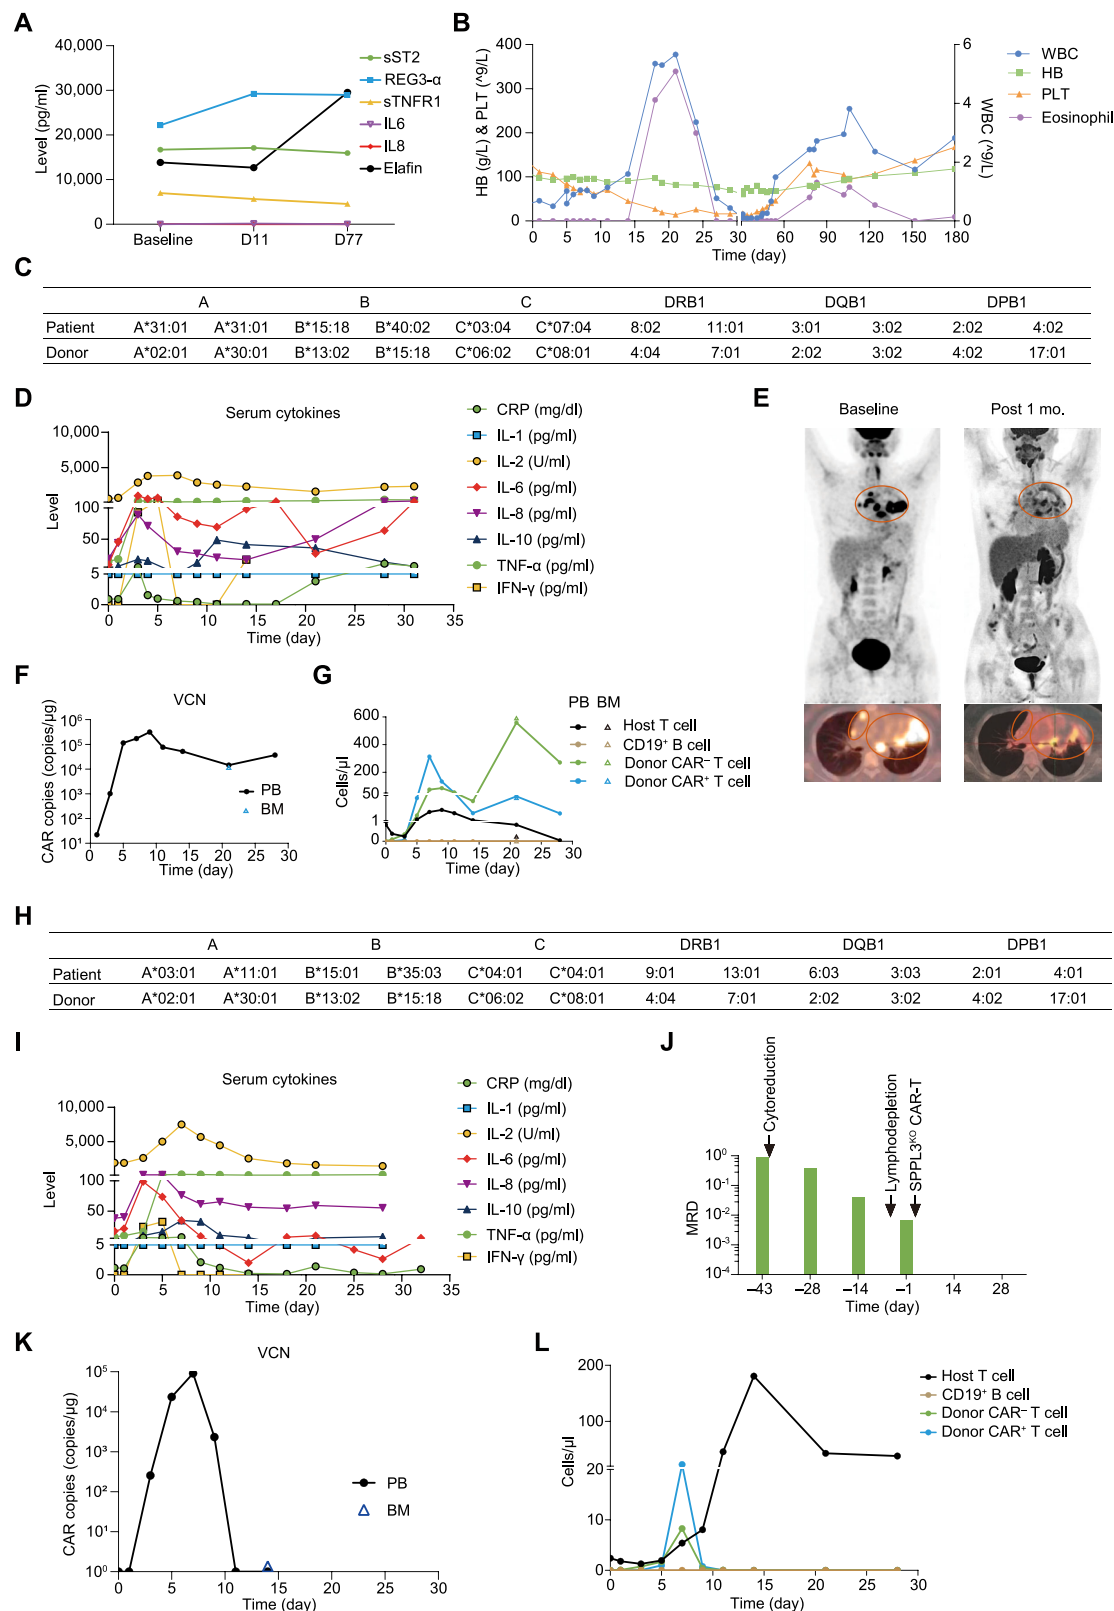 A
40,000
30,000
20,000
10,000
0
Level (pg/ml)
Baseline D11 D77
sST2
REG3-α
sTNFR1
IL6
IL8
Elafin
B
400
300
200
100
0
HB (g/L) & PLT (^9/L)
6
4
2
0
WBC (^9/L)
0 5 10 15 20 25 30 60 90 120 150 180
Time (day)
WBC
HB
PLT
Eosinophil
C
A B C DRB1 DQB1 DPB1
Patient A*31:01 A*31:01 B*15:18 B*40:02 C*03:04 C*07:04 8:02 11:01 3:01 3:02 2:02 4:02
Donor A*02:01 A*30:01 B*13:02 B*15:18 C*06:02 C*08:01 4:04 7:01 2:02 3:02 4:02 17:01
D
Serum cytokines
10,000
5,000
100
50
5
0
Level
0 5 10 15 20 25 30 35
Time (day)
CRP (mg/dl)
IL-1 (pg/ml)
IL-2 (U/ml)
IL-6 (pg/ml)
IL-8 (pg/ml)
IL-10 (pg/ml)
TNF-α (pg/ml)
IFN-γ (pg/ml)
E
Baseline Post 1 mo.
F
VCN
10⁶
10⁵
10⁴
10³
10²
10¹
CAR copies (copies/µg)
0 5 10 15 20 25 30
Time (day)
PB
BM
G
600
400
200
50
1
0
Cells/µl
0 5 10 15 20 25 30
Time (day)
PB BM
Host T cell
CD19⁺ B cell
Donor CAR⁻ T cell
Donor CAR⁺ T cell
H
A B C DRB1 DQB1 DPB1
Patient A*03:01 A*11:01 B*15:01 B*35:03 C*04:01 C*04:01 9:01 13:01 6:03 3:03 2:01 4:01
Donor A*02:01 A*30:01 B*13:02 B*15:18 C*06:02 C*08:01 4:04 7:01 2:02 3:02 4:02 17:01
I
Serum cytokines
10,000
5,000
100
50
5
0
Level
0 5 10 15 20 25 30 35
Time (day)
CRP (mg/dl)
IL-1 (pg/ml)
IL-2 (U/ml)
IL-6 (pg/ml)
IL-8 (pg/ml)
IL-10 (pg/ml)
TNF-α (pg/ml)
IFN-γ (pg/ml)
J
Cytoreduction
Lymphodepletion
SPPL3ᴷᴼ CAR-T
10⁰
10⁻¹
10⁻²
10⁻³
10⁻⁴
MRD
−43 −28 −14 −1 14 28
Time (day)
K
VCN
10⁵
10⁴
10³
10²
10¹
10⁰
CAR copies (copies/µg)
0 5 10 15 20 25 30
Time (day)
PB
BM
L
200
100
20
10
0
Cells/µl
0 5 10 15 20 25 30
Time (day)
Host T cell
CD19⁺ B cell
Donor CAR⁻ T cell
Donor CAR⁺ T cell